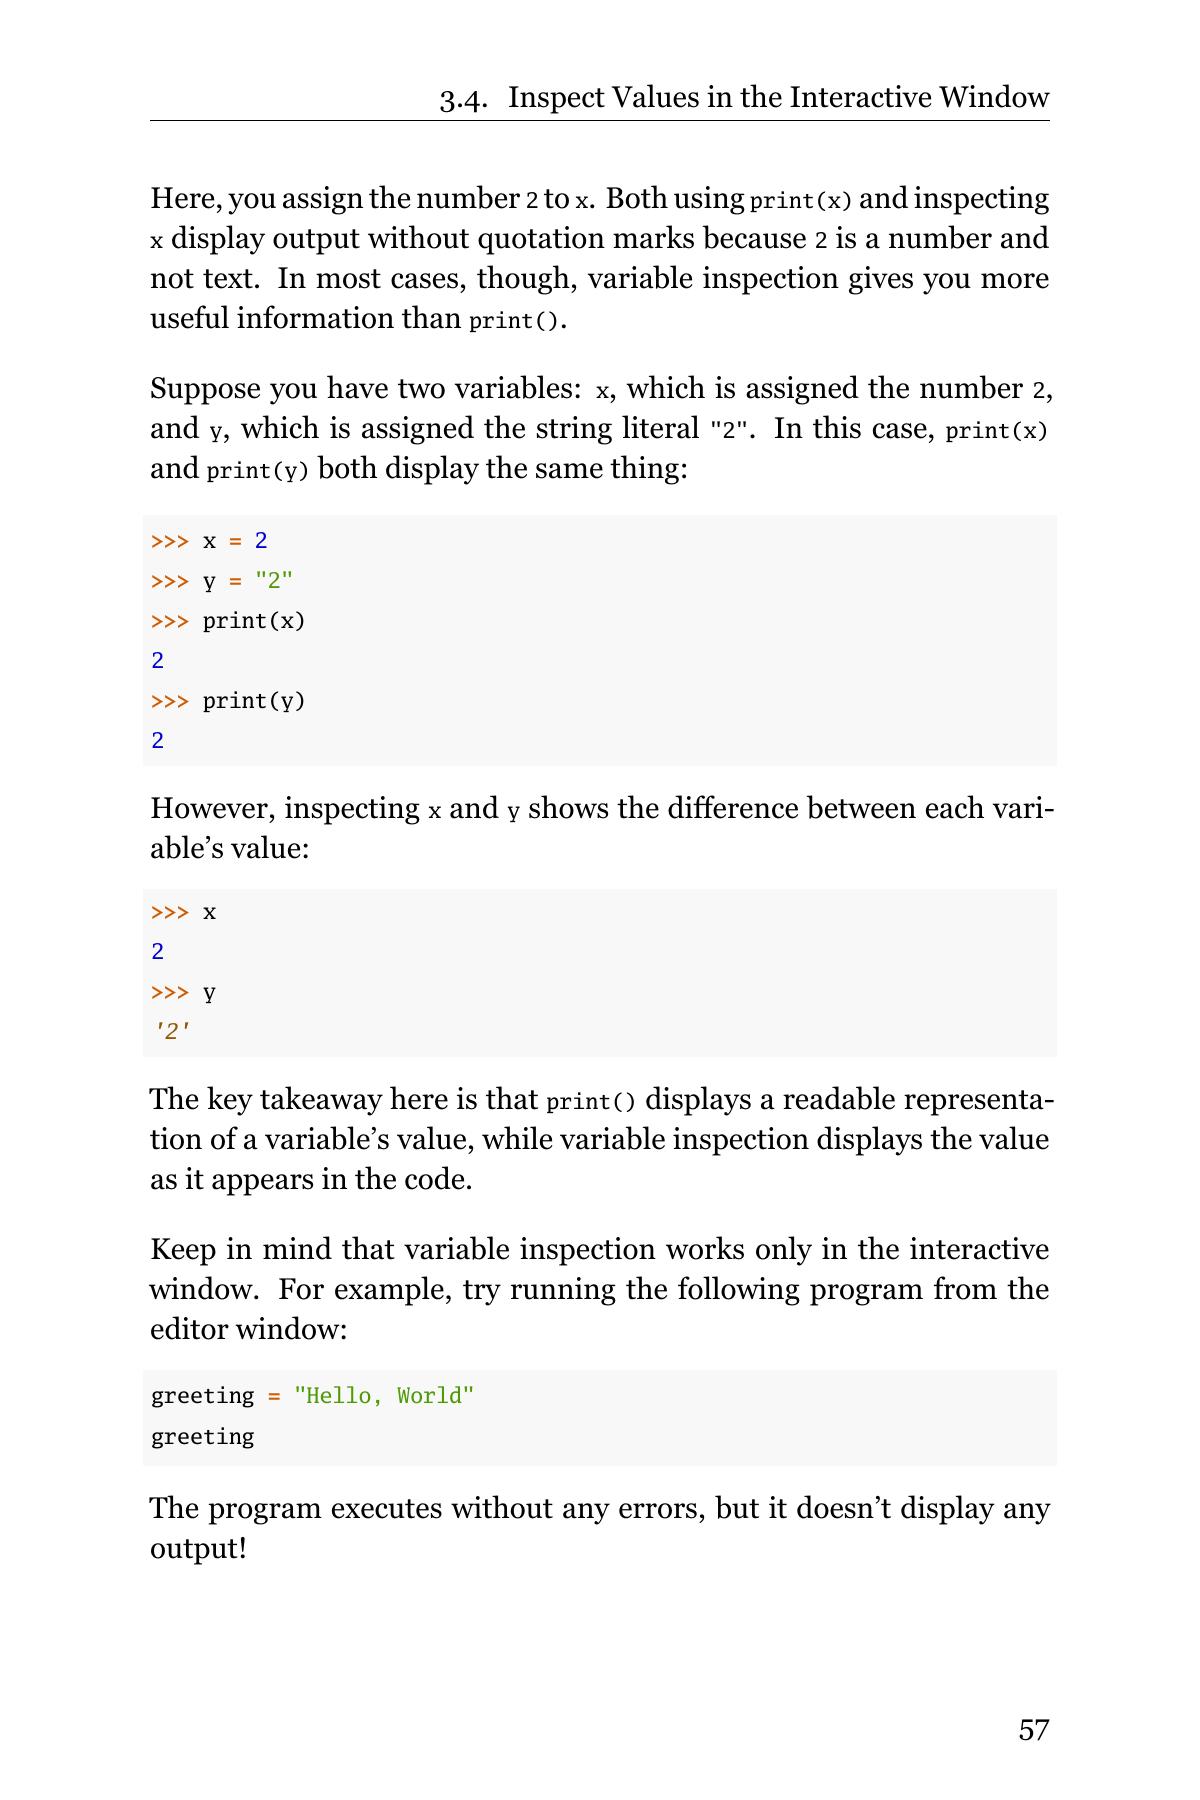 3.4. Inspect Values in the Interactive Window
Here, you assign the number 2 to x. Both using print(x) and inspecting
x display output without quotation marks because 2 is a number and
not text. In most cases, though, variable inspection gives you more
useful information than print().
Suppose you have two variables: x, which is assigned the number 2,
and y, which is assigned the string literal "2". In this case, print(x)
and print(y) both display the same thing:
>>> x = 2
>>> y = "2"
>>> print(x)
2
>>> print(y)
2
However, inspecting x and y shows the difference between each vari-
able’s value:
>>> x
2
>>> y
'2'
The key takeaway here is that print() displays a readable representa-
tion of a variable’s value, while variable inspection displays the value
as it appears in the code.
Keep in mind that variable inspection works only in the interactive
window. For example, try running the following program from the
editor window:
greeting = "Hello, World"
greeting
The program executes without any errors, but it doesn’t display any
output!
57